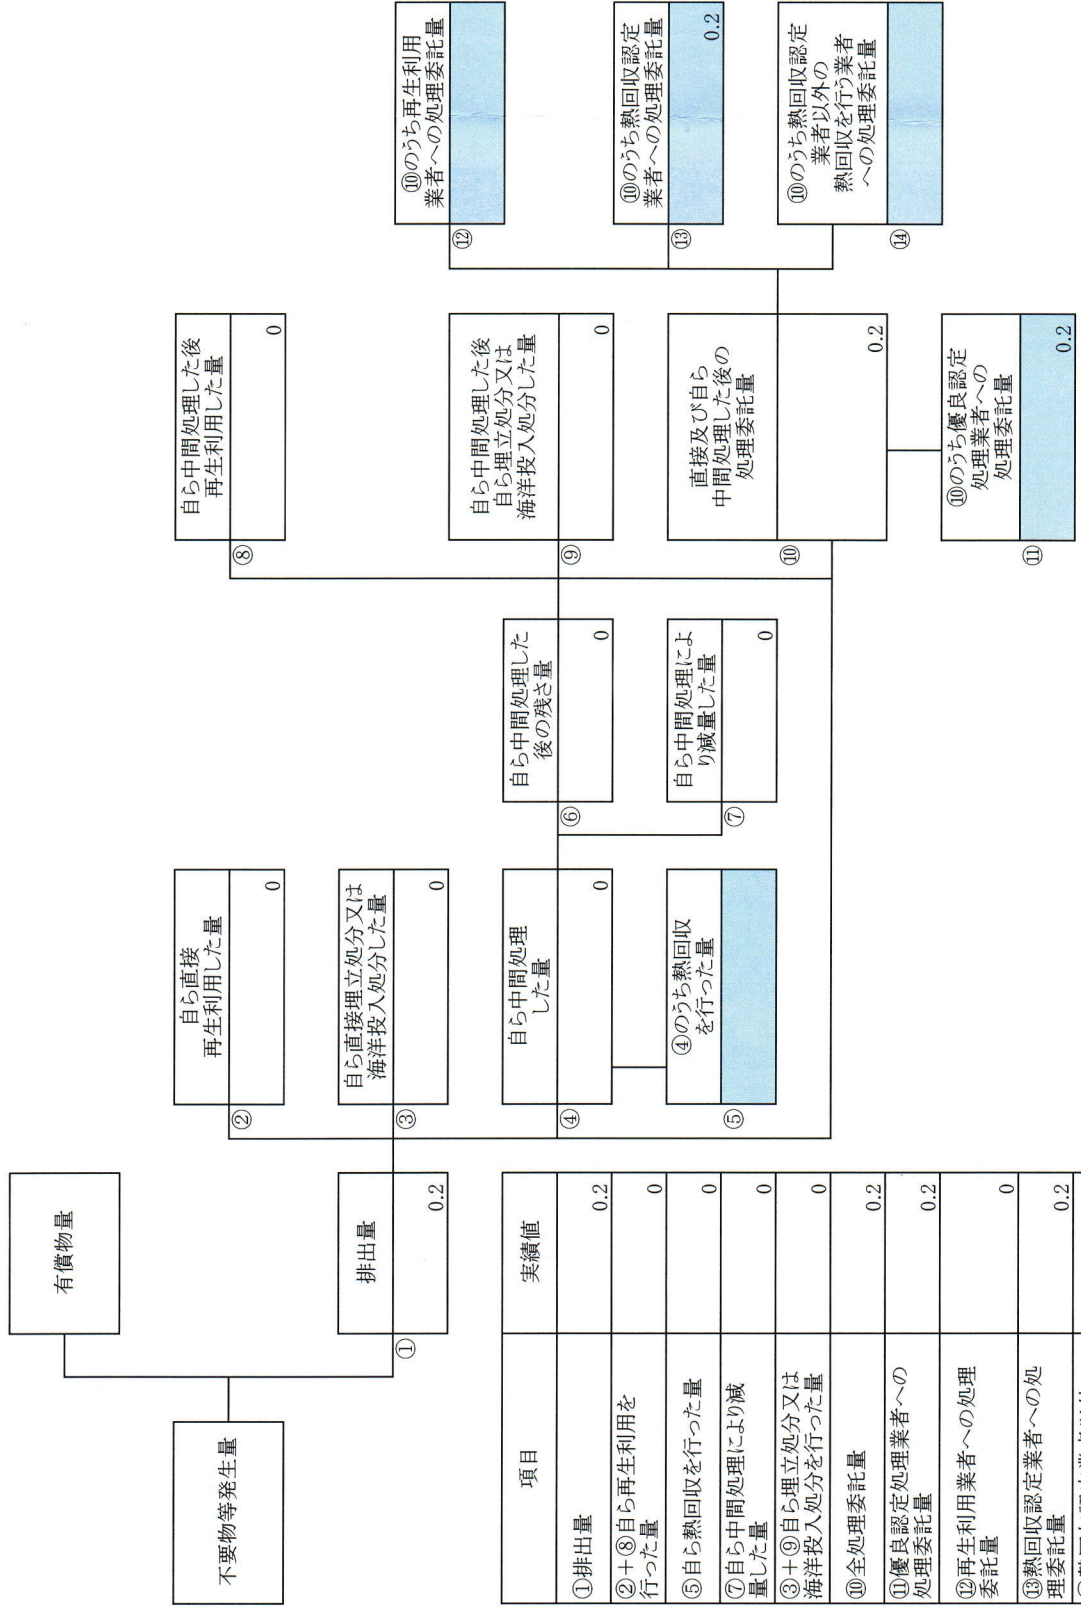 有償物量
不要物等発生量
①
排出量
0.2
②
自ら直接
再生利用した量
0
③
自ら直接埋立処分又は
海洋投入処分した量
0
④
自ら中間処理
した量
0
⑤
④のうち熱回収
を行った量
⑥
自ら中間処理した
後の残さ量
0
⑦
自ら中間処理によ
り減量した量
0
⑧
自ら中間処理した後
再生利用した量
0
⑨
自ら中間処理した後
自ら埋立処分又は
海洋投入処分した量
0
⑩
直接及び自ら
中間処理した後の
処理委託量
0.2
⑪
⑩のうち優良認定
処理業者への
処理委託量
0.2
⑫
⑩のうち再生利用
業者への処理委託量
⑬
⑩のうち熱回収認定
業者への処理委託量
0.2
⑭
⑩のうち熱回収認定
業者以外の
熱回収を行う業者
への処理委託量
項目 実績値
①排出量 0.2
②+⑧自ら再生利用を
行った量 0
⑤自ら熱回収を行った量 0
⑦自ら中間処理により減
量した量 0
③+⑨自ら埋立処分又は
海洋投入処分を行った量 0
⑩全処理委託量 0.2
⑪優良認定処理業者への
処理委託量 0.2
⑫再生利用業者への処理
委託量 0
⑬熱回収認定業者への処
理委託量 0.2